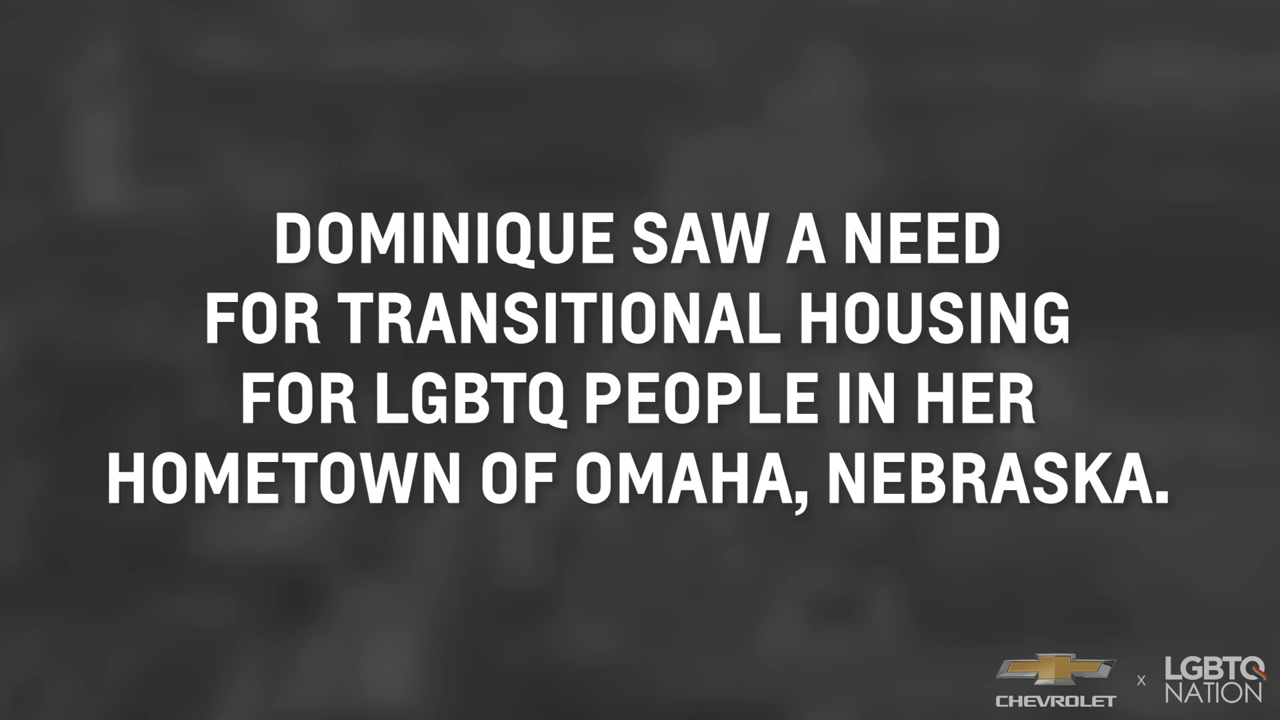 DOMINIQUE SAW A NEED
FOR TRANSITIONAL HOUSING
FOR LGBTQ PEOPLE IN HER
HOMETOWN OF OMAHA, NEBRASKA.
CHEVROLET x LGBTQ
NATION